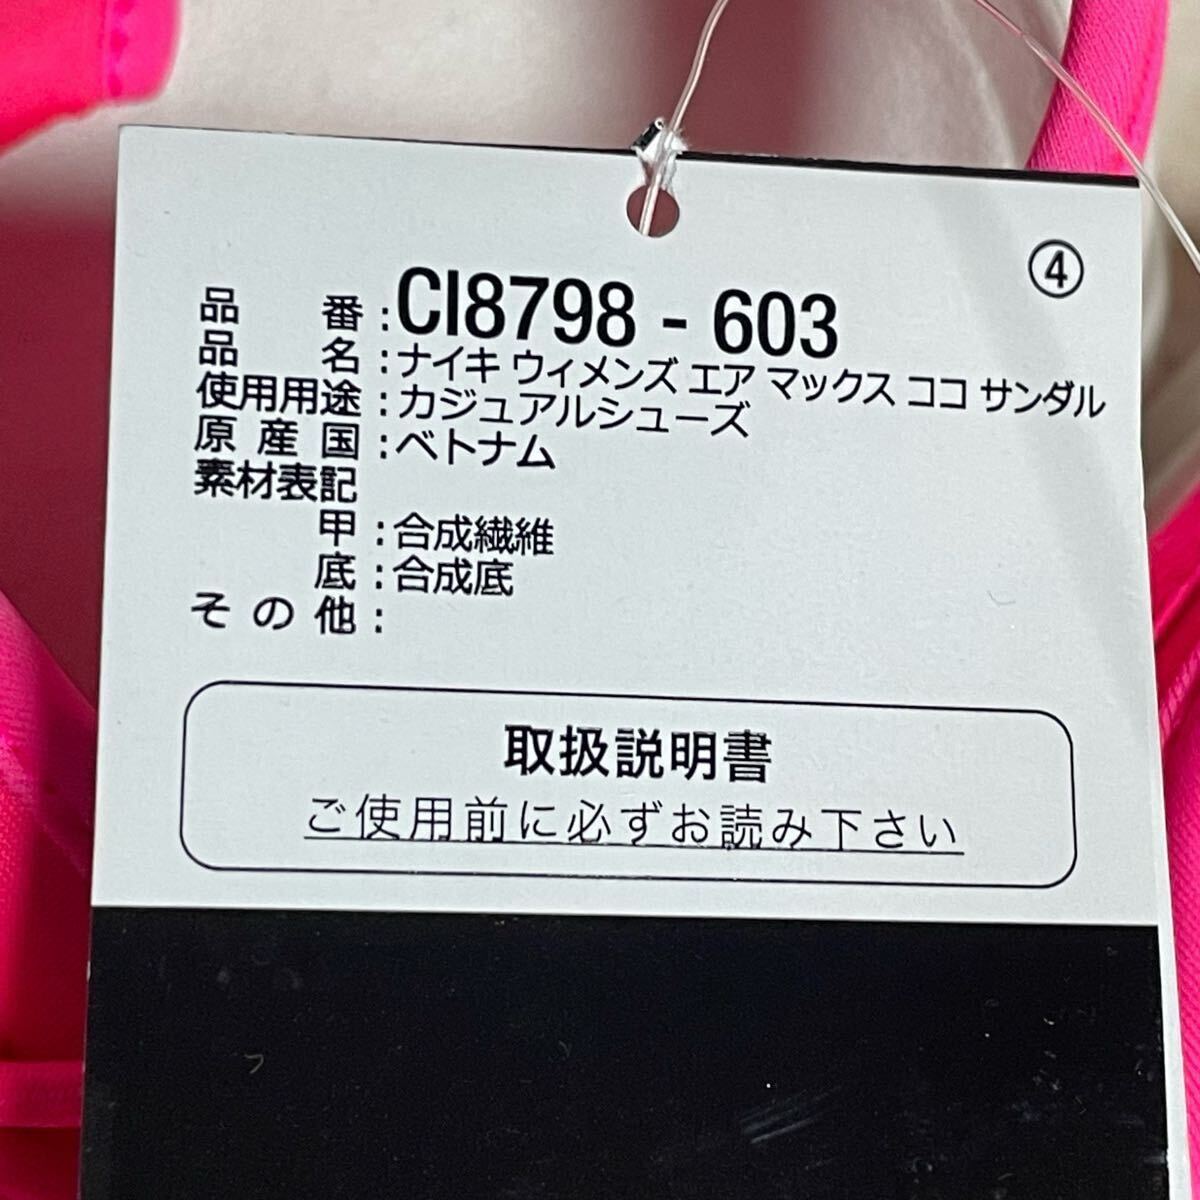 ④
品番:CI8798-603
品名:ナイキ ウィメンズ エア マックス ココ サンダル
使用用途:カジュアルシューズ
原産国:ベトナム
素材表記
甲:合成繊維
底:合成底
その他:
取扱説明書
ご使用前に必ずお読み下さい